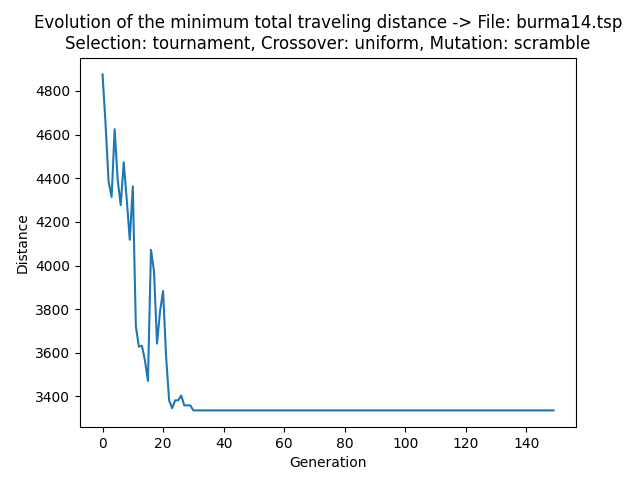 Evolution of the minimum total traveling distance -> File: burma14.tsp
Selection: tournament, Crossover: uniform, Mutation: scramble
4800
4600
4400
4200
4000
3800
3600
3400
Distance
0 20 40 60 80 100 120 140
Generation